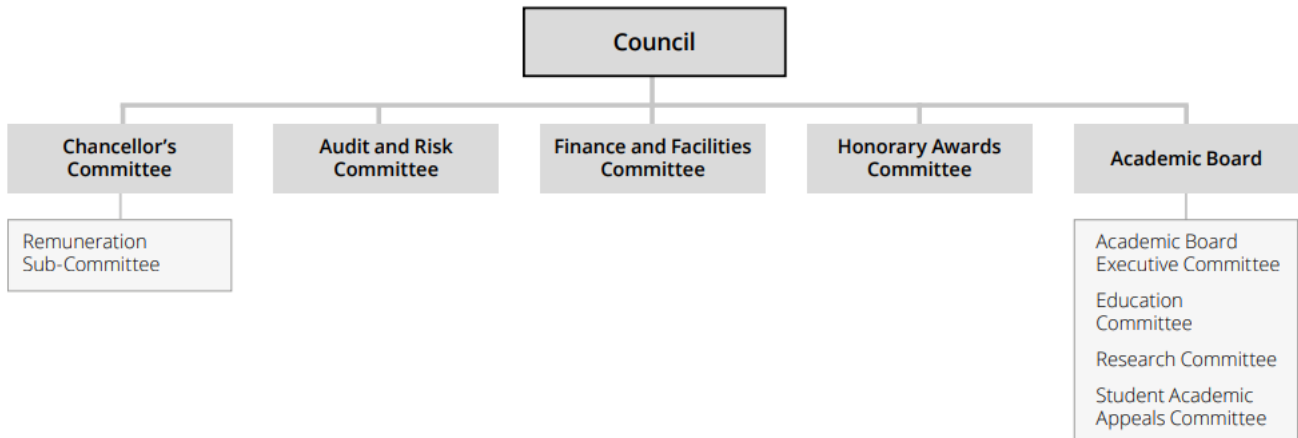 Council
Chancellor's
Committee
Audit and Risk
Committee
Finance and Facilities
Committee
Honorary Awards
Committee
Academic Board
Remuneration
Sub-Committee
Academic Board
Executive Committee
Education
Committee
Research Committee
Student Academic
Appeals Committee